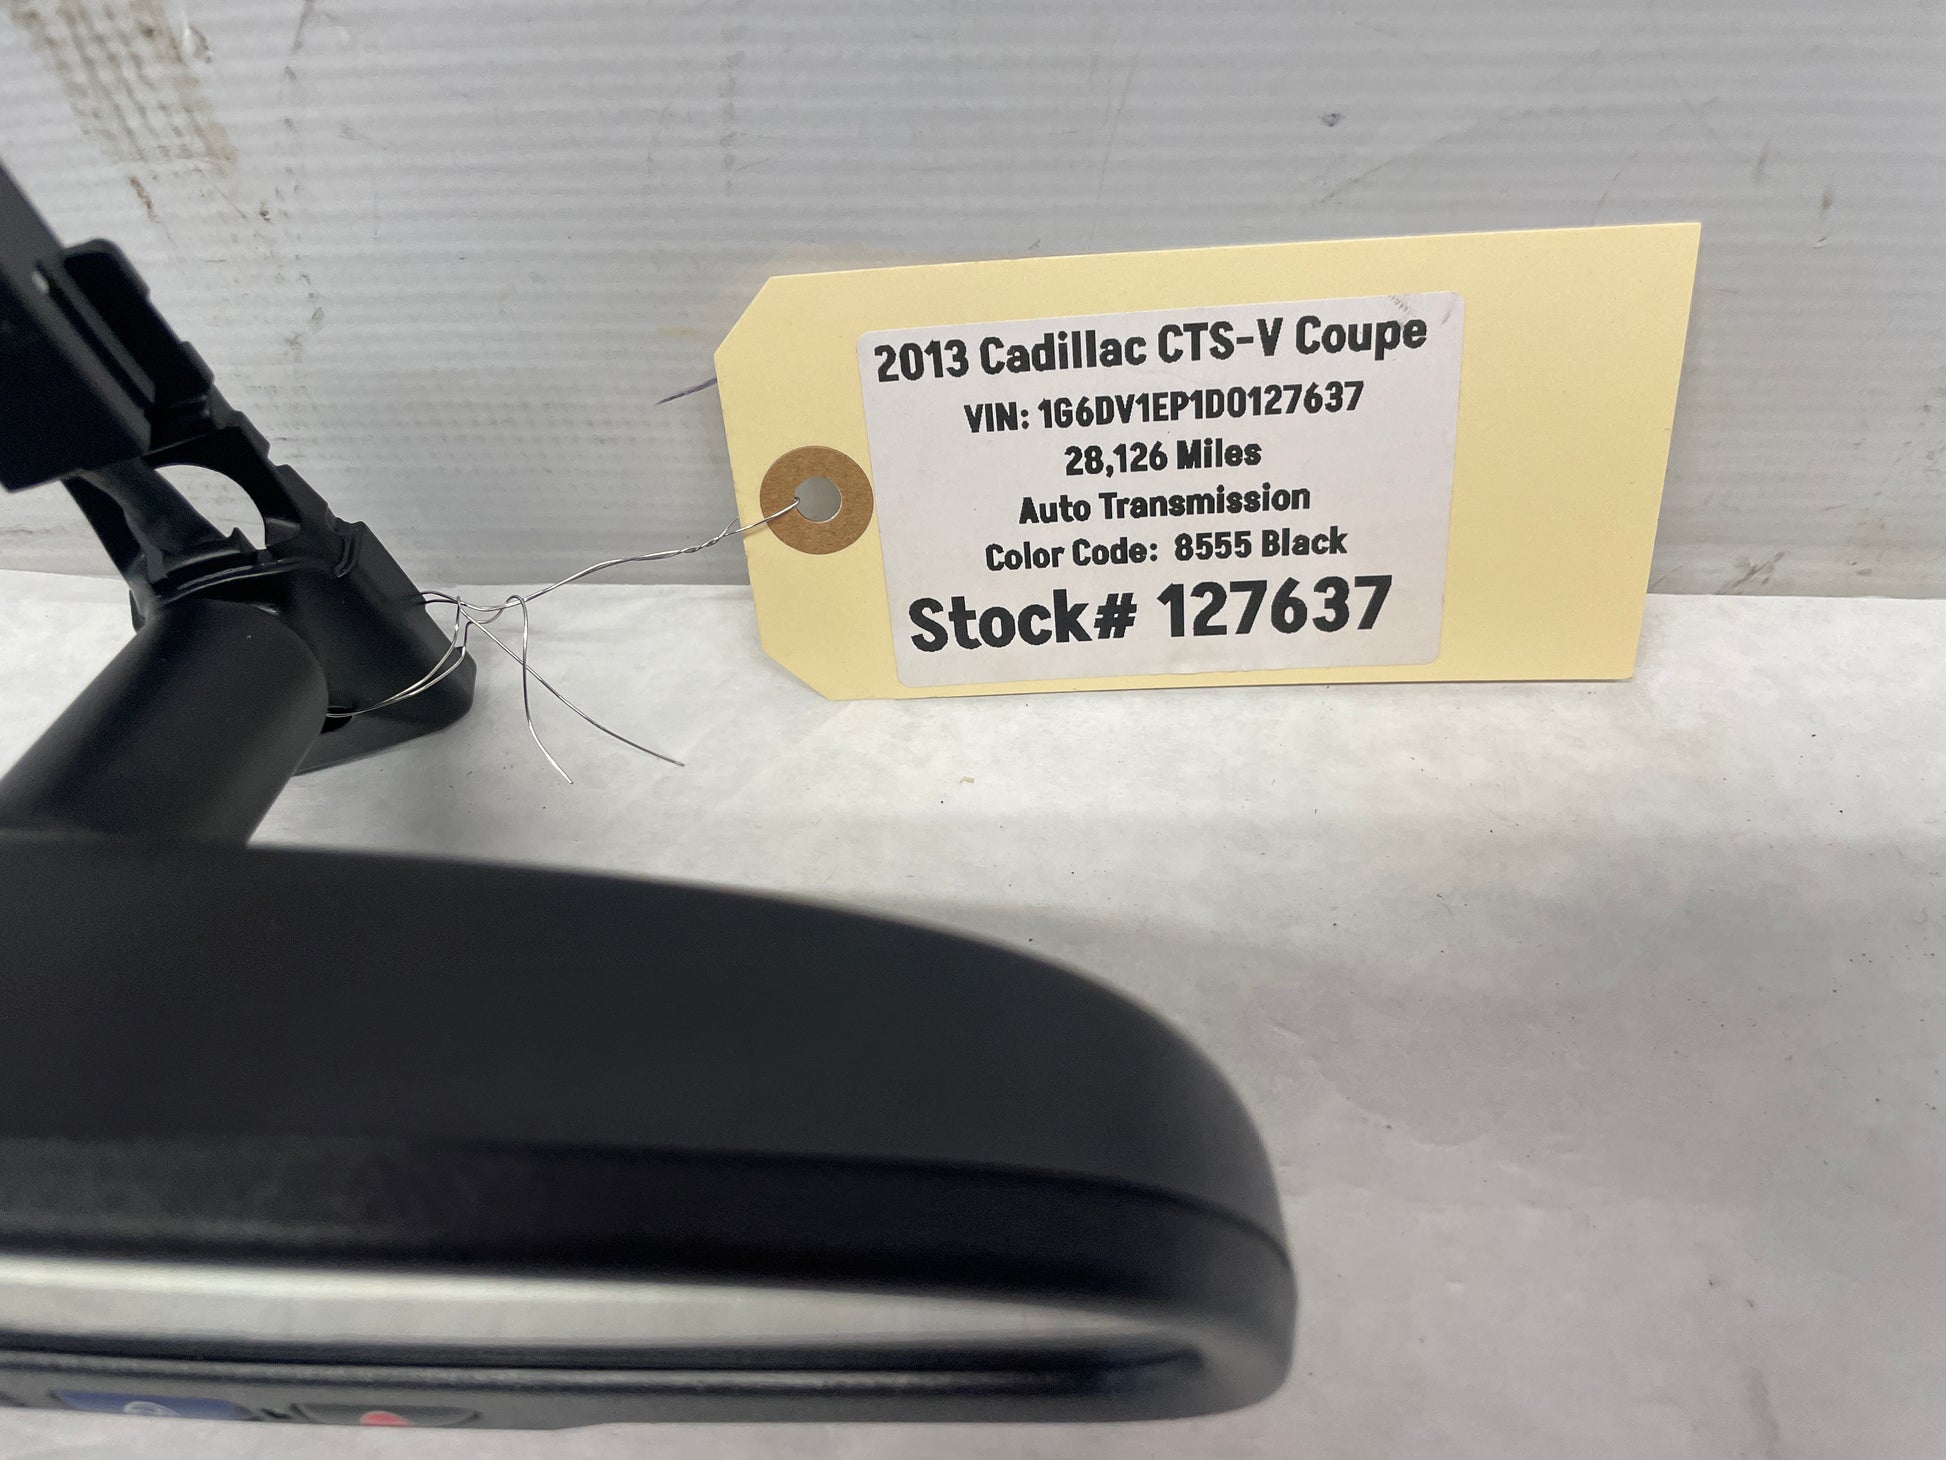 2013 Cadillac CTS-V Coupe
VIN: 1G6DV1EP1D0127637
28,126 Miles
Auto Transmission
Color Code: 8555 Black
Stock# 127637